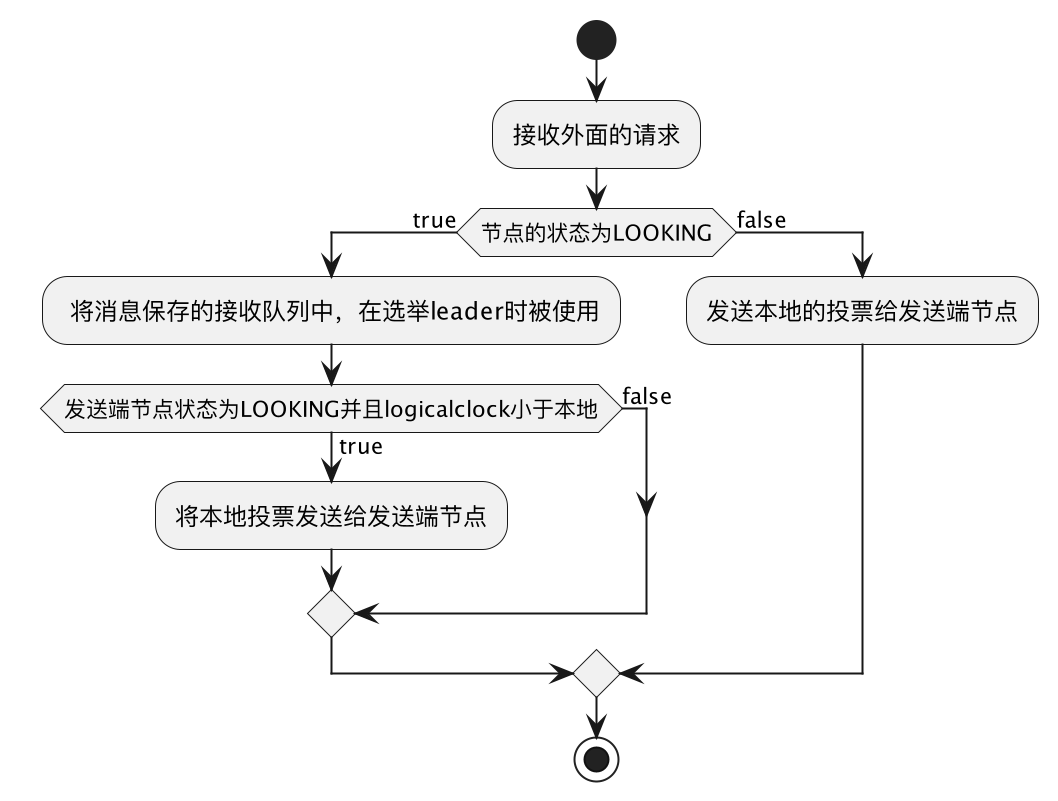 接收外面的请求
true
节点的状态为LOOKING
false
将消息保存的接收队列中，在选举leader时被使用
发送本地的投票给发送端节点
发送端节点状态为LOOKING并且logicalclock小于本地
false
true
将本地投票发送给发送端节点